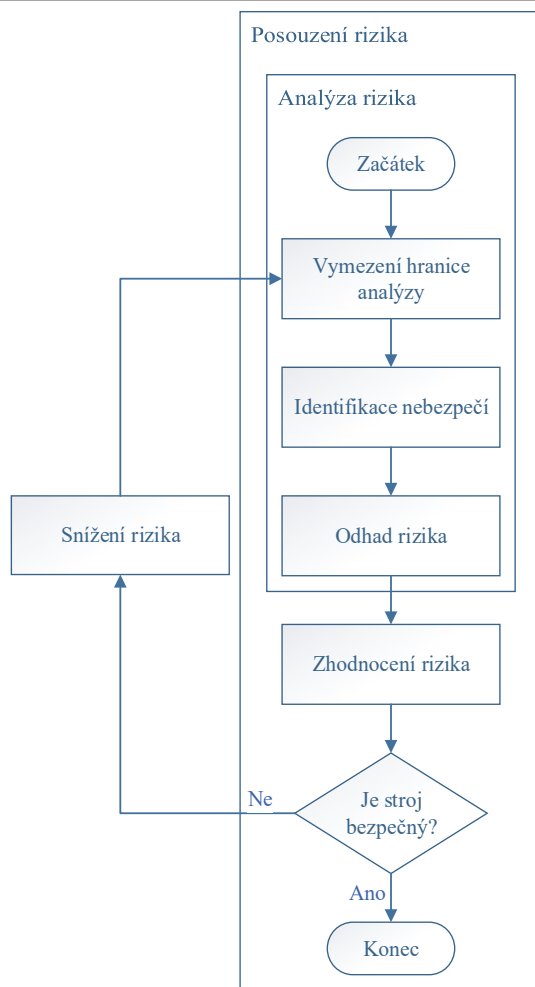 Posouzení rizika
Analýza rizika
Začátek
Vymezení hranice
analýzy
Identifikace nebezpečí
Snížení rizika
Odhad rizika
Zhodnocení rizika
Ne
Je stroj
bezpečný?
Ano
Konec